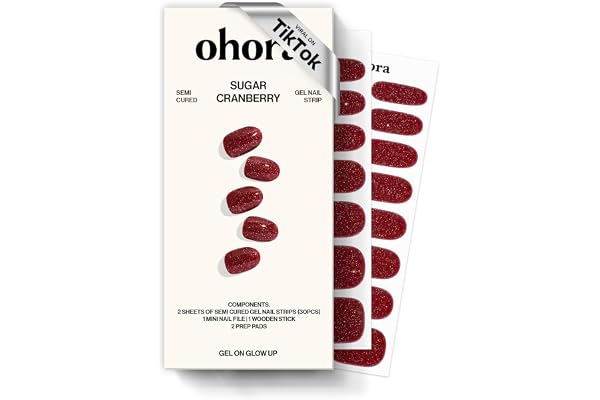 ohora
VIRAL ON
TikTok
SEMI
CURED
SUGAR
CRANBERRY
GEL NAIL
STRIP
COMPONENTS.
2 SHEETS OF SEMI CURED GEL NAIL STRIPS (30PCS)
1 MINI NAIL FILE | 1 WOODEN STICK
2 PREP PADS
GEL ON GLOW UP
ora